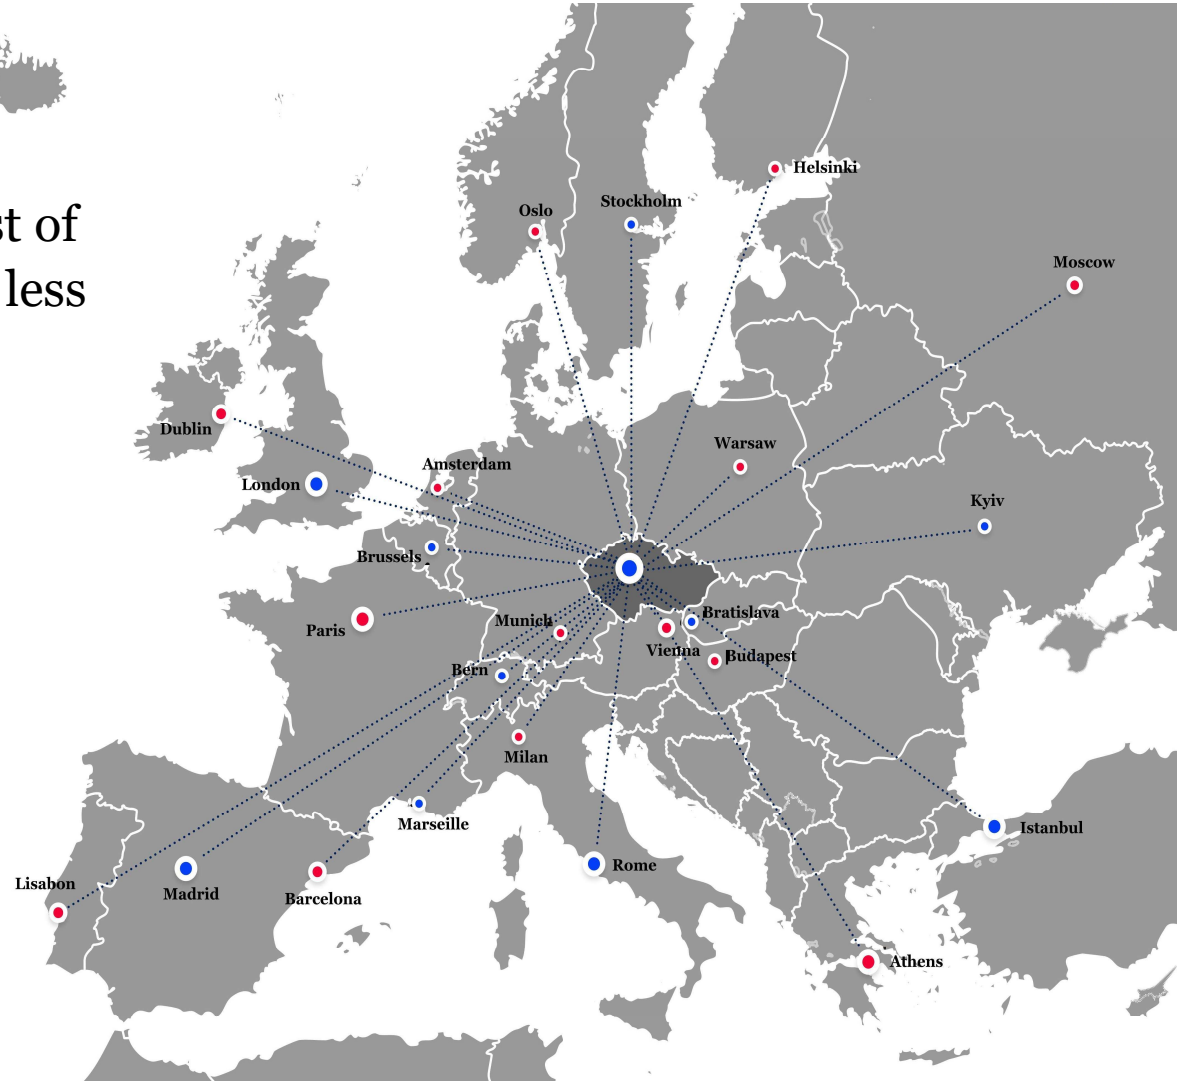 st of
less
Helsinki
Oslo
Stockholm
Moscow
Dublin
Amsterdam
Warsaw
London
Kyiv
Brussels
Paris
Munich
Bratislava
Vienna
Budapest
Bern
Milan
Marseille
Istanbul
Rome
Lisabon
Madrid
Barcelona
Athens